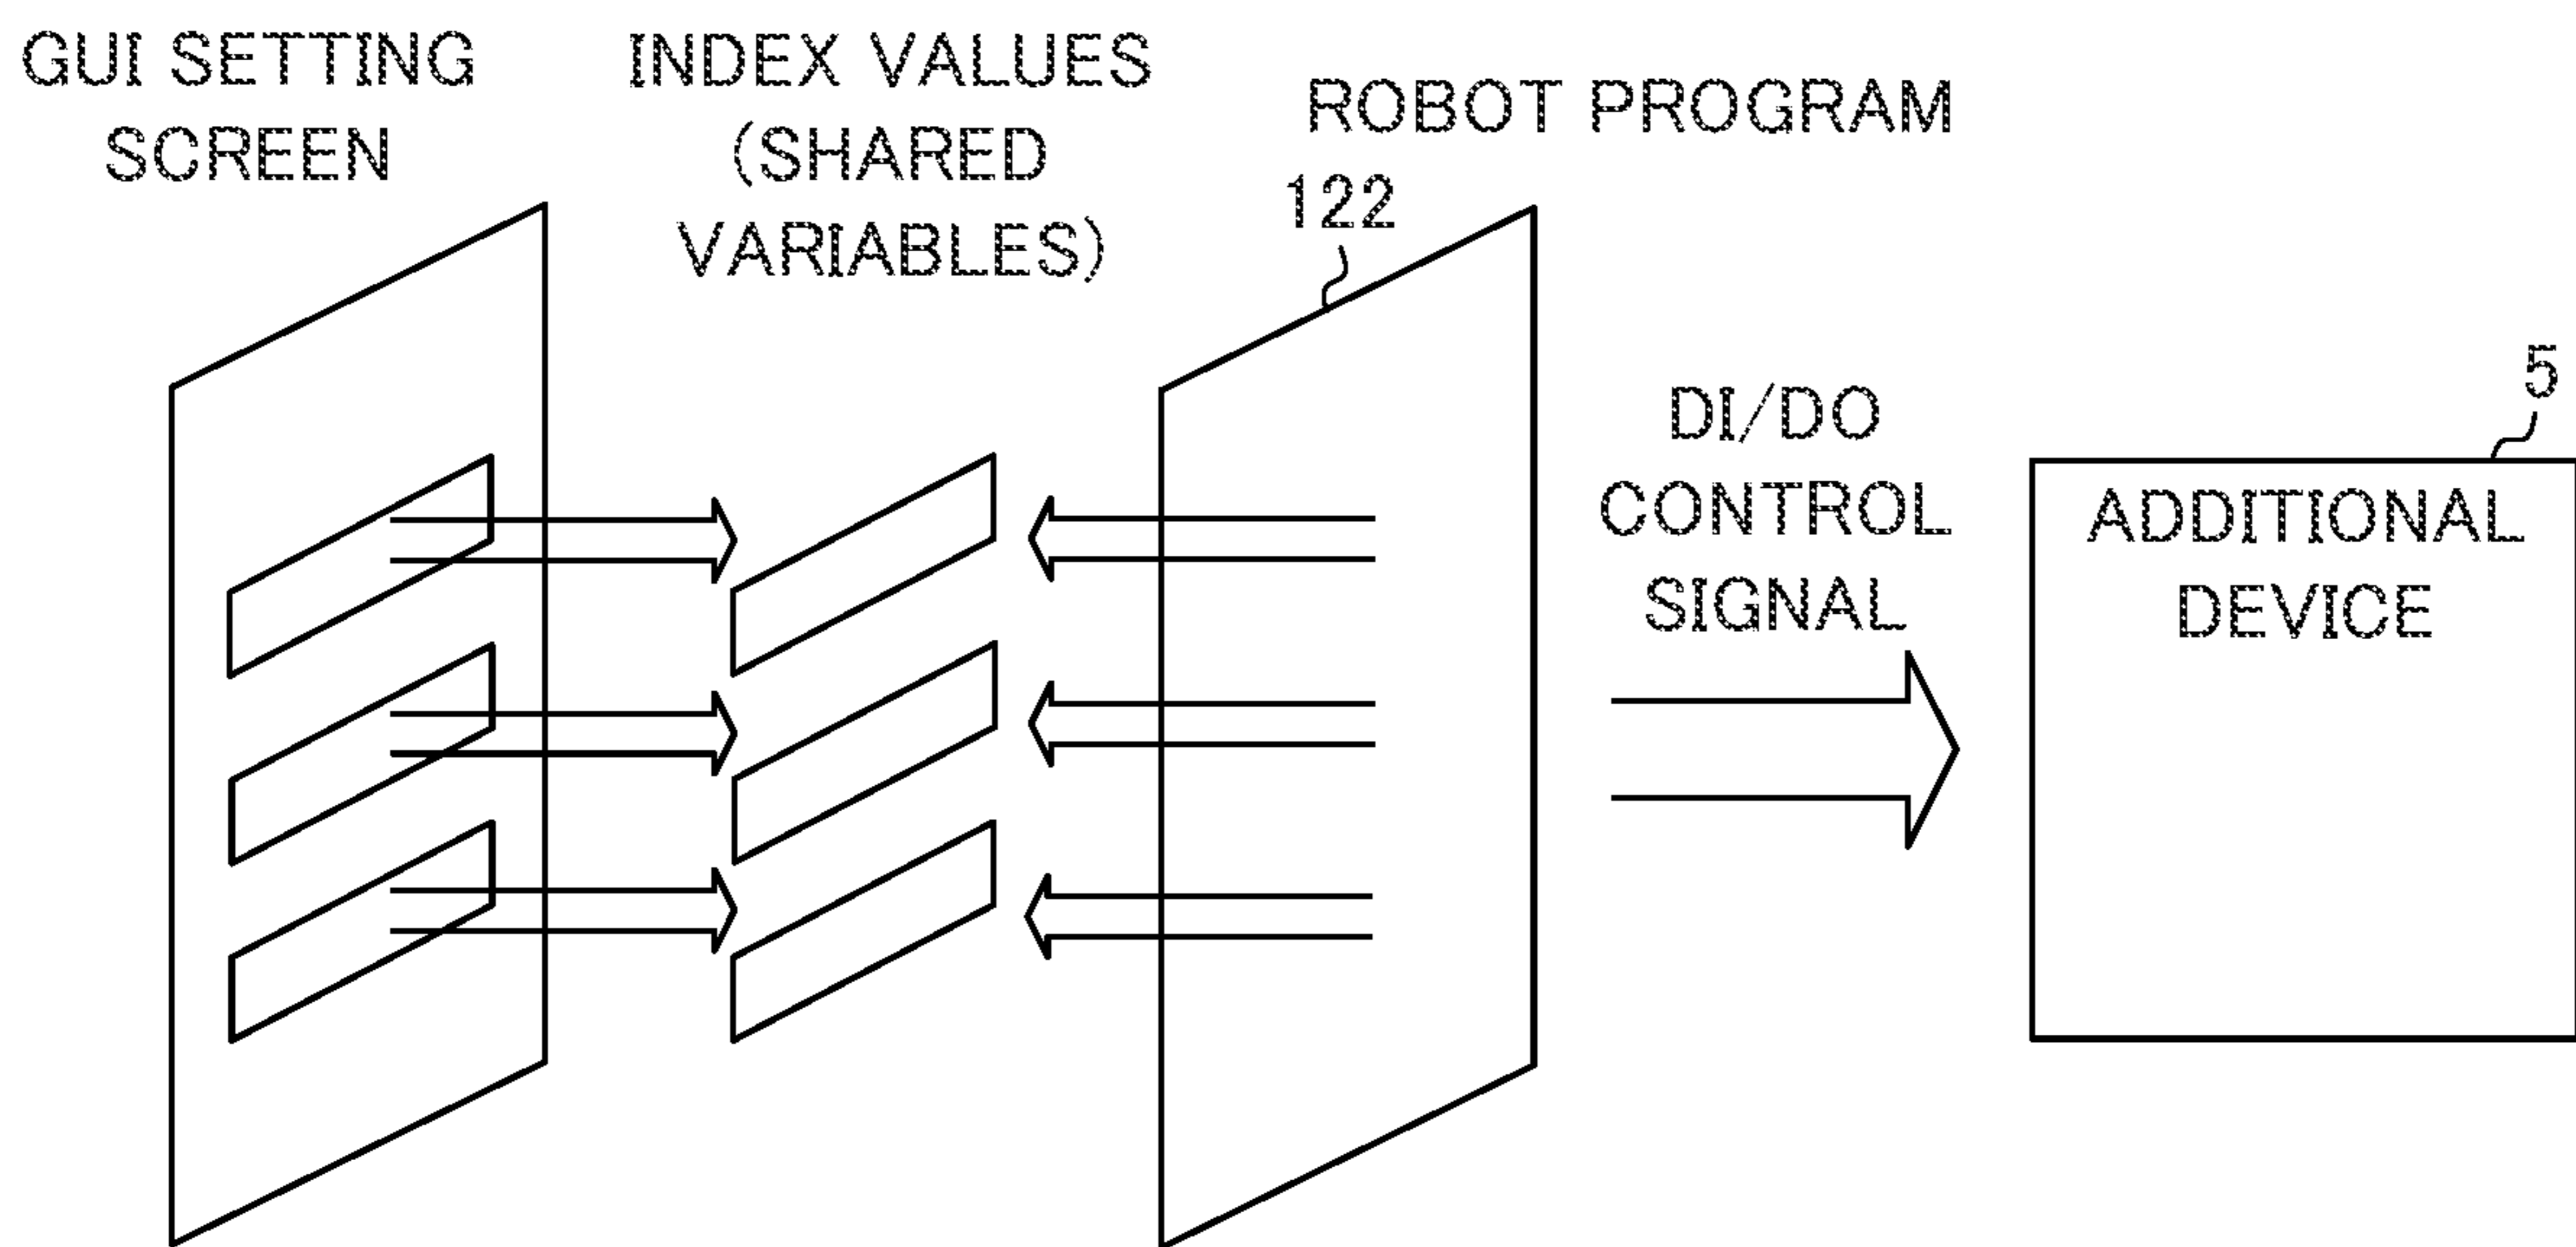 GUI SETTING
SCREEN
INDEX VALUES
(SHARED
VARIABLES)
ROBOT PROGRAM
122
DI/DO
CONTROL
SIGNAL
5
ADDITIONAL
DEVICE